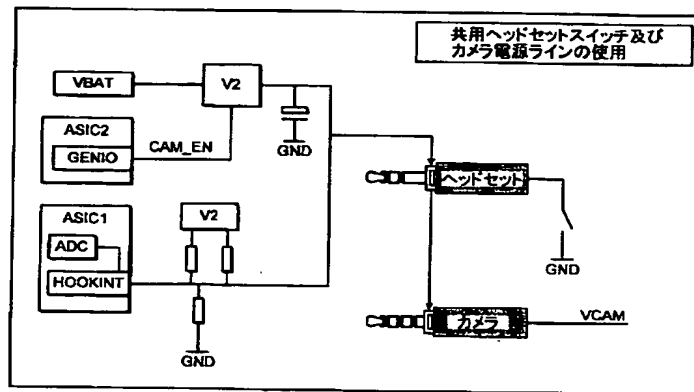 共用ヘッドセットスイッチ及び
カメラ電源ラインの使用
VBAT
V2
ASIC2
GENIO
CAM_EN
GND
ASIC1
ADC
HOOKINT
V2
GND
ヘッドセット
GND
カメラ
VCAM